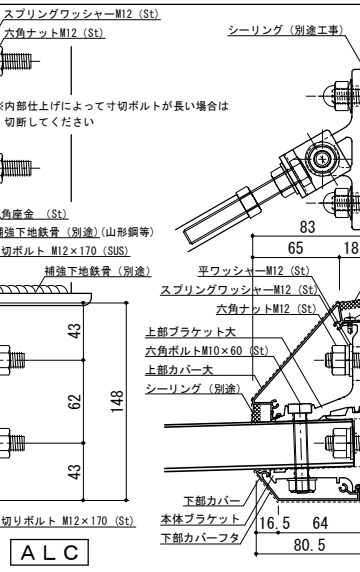 スプリングワッシャーM12 (St)
六角ナットM12 (St)
シーリング (別途工事)
※内部仕上げによって寸切ボルトが長い場合は
切断してください
角座金 (St)
補強下地鉄骨 (別途)(山形鋼等)
切ボルト M12×170 (SUS)
補強下地鉄骨 (別途)
83
65
18
平ワッシャーM12 (St)
スプリングワッシャーM12 (St)
六角ナットM12 (St)
上部ブラケット大
六角ボルトM10×60 (St)
上部カバー大
シーリング (別途)
43
62
43
148
下部カバー
本体ブラケット
下部カバーフタ
切りボルト M12×170 (St)
16.5
64
80.5
ALC